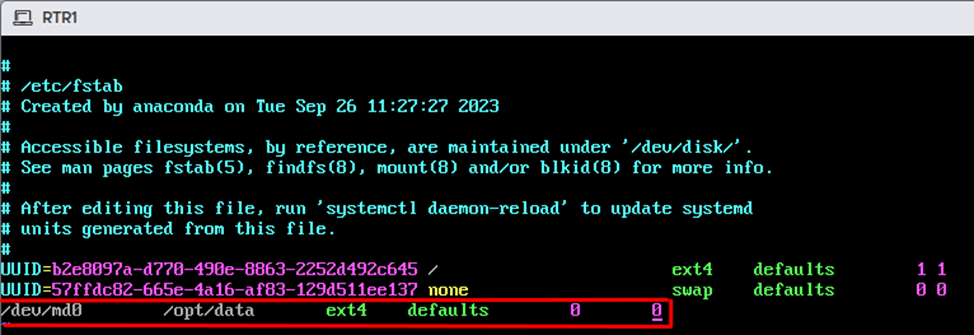 RTR1
#
# /etc/fstab
# Created by anaconda on Tue Sep 26 11:27:27 2023
#
# Accessible filesystems, by reference, are maintained under '/dev/disk/'.
# See man pages fstab(5), findfs(8), mount(8) and/or blkid(8) for more info.
#
# After editing this file, run 'systemctl daemon-reload' to update systemd
# units generated from this file.
#
UUID=b2e8097a-d770-490e-8863-2252d492c645 / ext4 defaults 1 1
UUID=57ffdc82-665e-4a16-af83-129d511ee137 none swap defaults 0 0
/dev/md0 /opt/data ext4 defaults 0 0